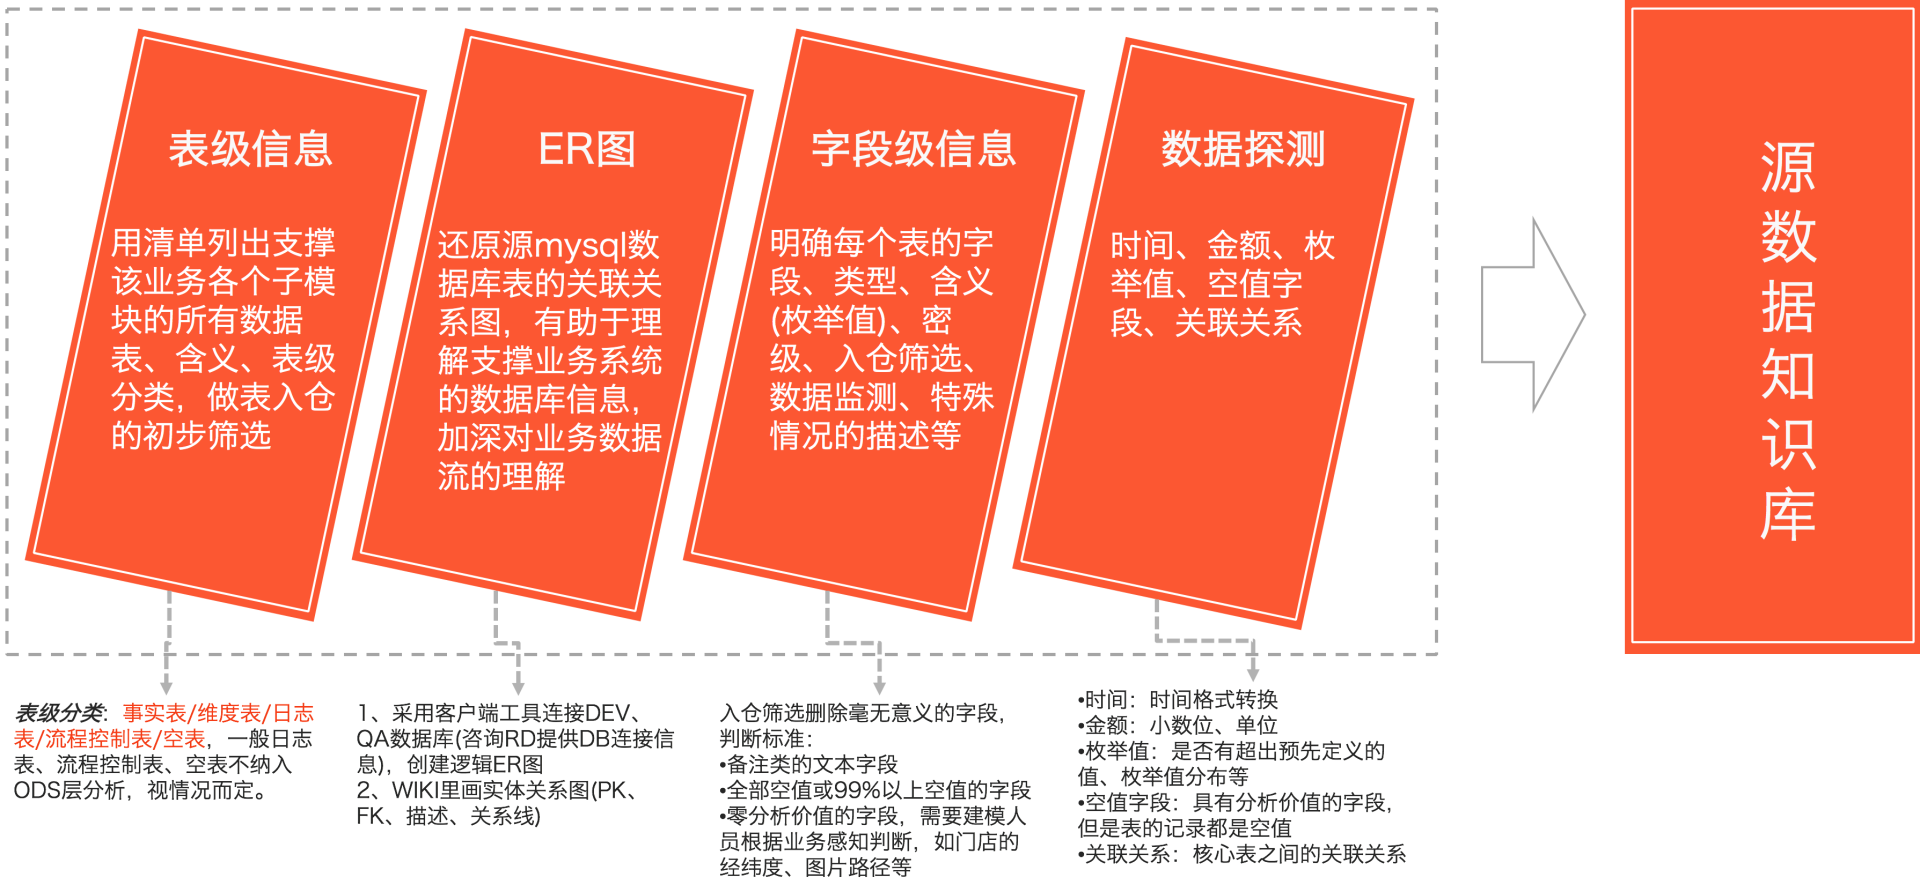 表级信息
用清单列出支撑
该业务各个子模
块的所有数据
表、含义、表级
分类，做表入仓
的初步筛选
ER图
还原源mysql数
据库表的关联关
系图，有助于理
解支撑业务系统
的数据库信息，
加深对业务数据
流的理解
字段级信息
明确每个表的字
段、类型、含义
(枚举值)、密
级、入仓筛选、
数据监测、特殊
情况的描述等
数据探测
时间、金额、枚
举值、空值字
段、关联关系
源数据知识库
表级分类：事实表/维度表/日志
表/流程控制表/空表，一般日志
表、流程控制表、空表不纳入
ODS层分析，视情况而定。
1、采用客户端工具连接DEV、
QA数据库(咨询RD提供DB连接信
息)，创建逻辑ER图
2、WIKI里画实体关系图(PK、
FK、描述、关系线)
入仓筛选删除毫无意义的字段，
判断标准：
•备注类的文本字段
•全部空值或99%以上空值的字段
•零分析价值的字段，需要建模人
员根据业务感知判断，如门店的
经纬度、图片路径等
•时间：时间格式转换
•金额：小数位、单位
•枚举值：是否有超出预先定义的
值、枚举值分布等
•空值字段：具有分析价值的字段，
但是表的记录都是空值
•关联关系：核心表之间的关联关系